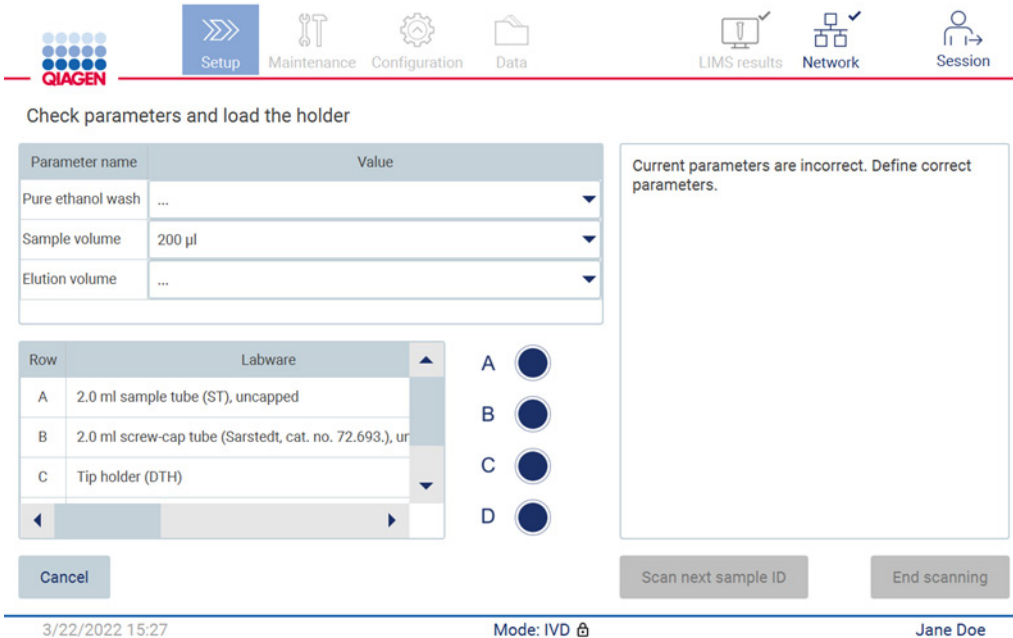 QIAGEN
Setup
Maintenance
Configuration
Data
LIMS results
Network
Session
Check parameters and load the holder
Parameter name Value
Pure ethanol wash ...
Sample volume 200 µl
Elution volume ...
Current parameters are incorrect. Define correct
parameters.
Row Labware
A 2.0 ml sample tube (ST), uncapped
B 2.0 ml screw-cap tube (Sarstedt, cat. no. 72.693.), ur
C Tip holder (DTH)
A
B
C
D
Cancel
Scan next sample ID
End scanning
3/22/2022 15:27
Mode: IVD
Jane Doe